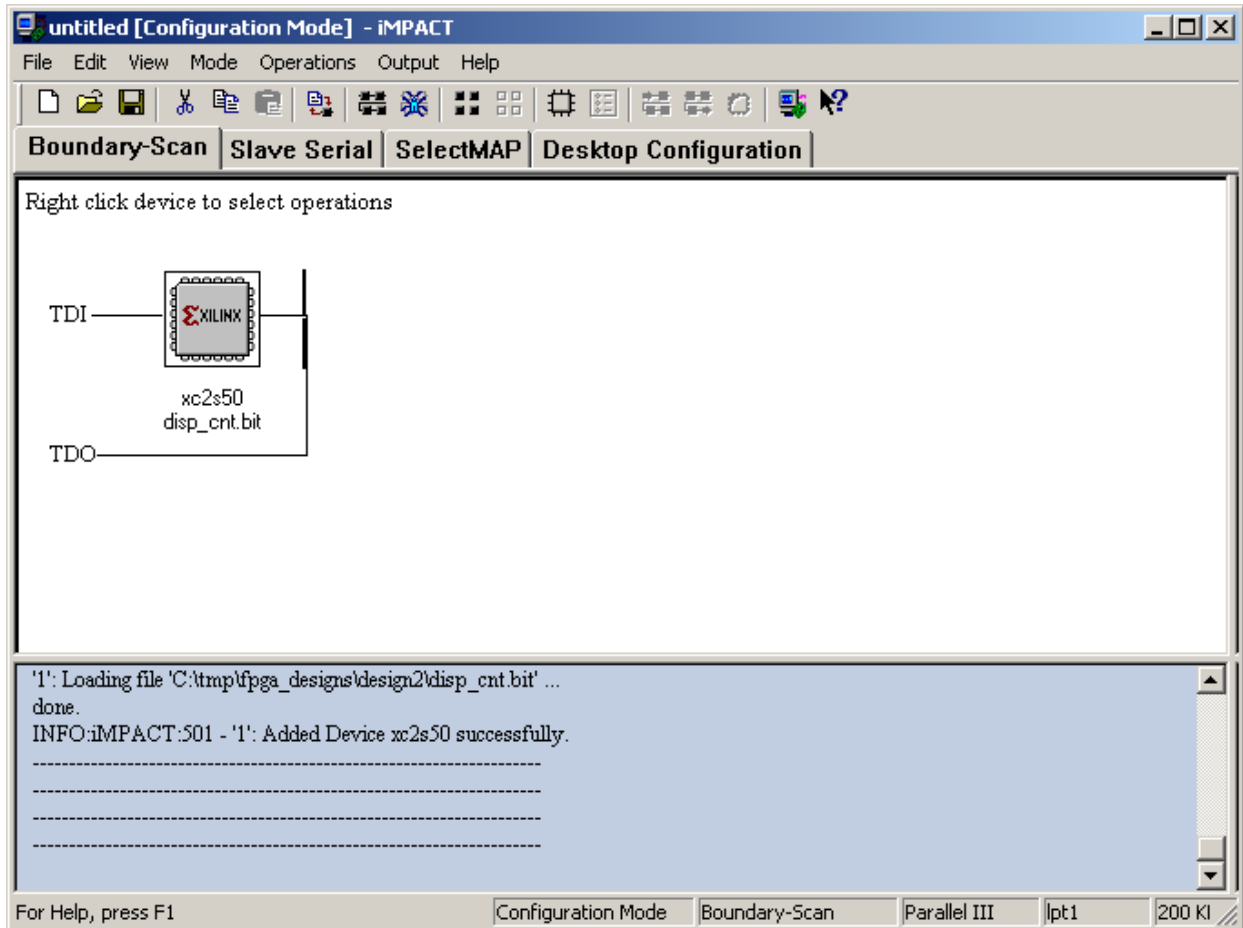 untitled [Configuration Mode] - iMPACT
File Edit View Mode Operations Output Help
Boundary-Scan Slave Serial SelectMAP Desktop Configuration
Right click device to select operations
TDI
XILINX
xc2s50
disp_cnt.bit
TDO
'1': Loading file 'C:\tmp\fpga_designs\design2\disp_cnt.bit' ...
done.
INFO:iMPACT:501 - '1': Added Device xc2s50 successfully.
----------------------------------------------------------------------
----------------------------------------------------------------------
----------------------------------------------------------------------
----------------------------------------------------------------------
For Help, press F1 Configuration Mode Boundary-Scan Parallel III lpt1 200 Kl